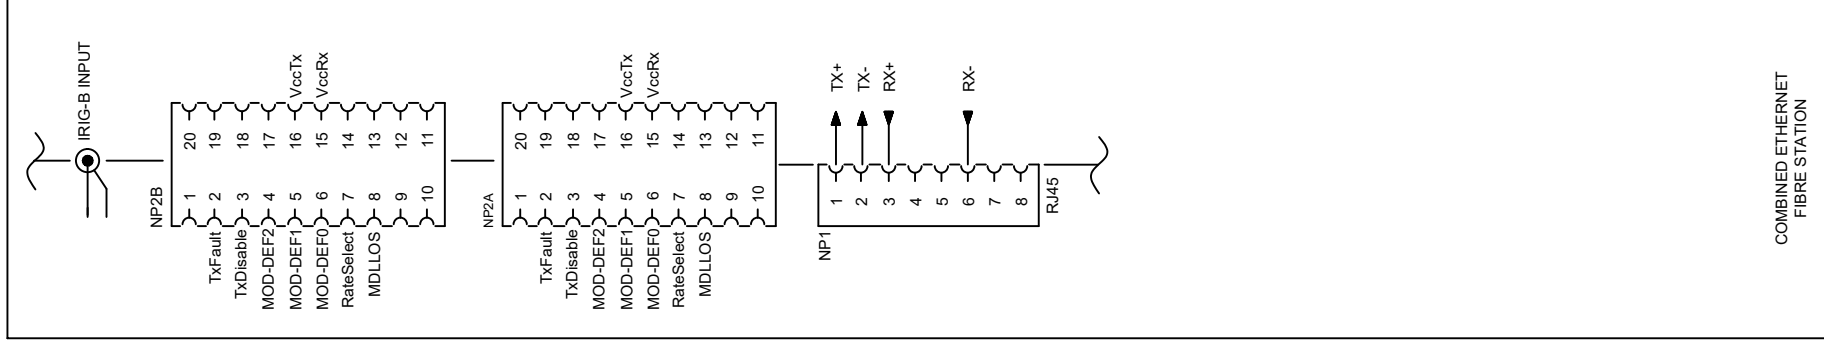 IRIG-B INPUT
NP2B
20
19
18
17
16
15
14
13
12
11
VccTx
VccRx
1
2
3
4
5
6
7
8
9
10
TxFault
TxDisable
MOD-DEF2
MOD-DEF1
MOD-DEF0
RateSelect
MDLLOS
NP2A
20
19
18
17
16
15
14
13
12
11
VccTx
VccRx
1
2
3
4
5
6
7
8
9
10
TxFault
TxDisable
MOD-DEF2
MOD-DEF1
MOD-DEF0
RateSelect
MDLLOS
NP1
TX+
TX-
RX+
RX-
1
2
3
4
5
6
7
8
RJ45
COMBINED ETHERNET
FIBRE STATION